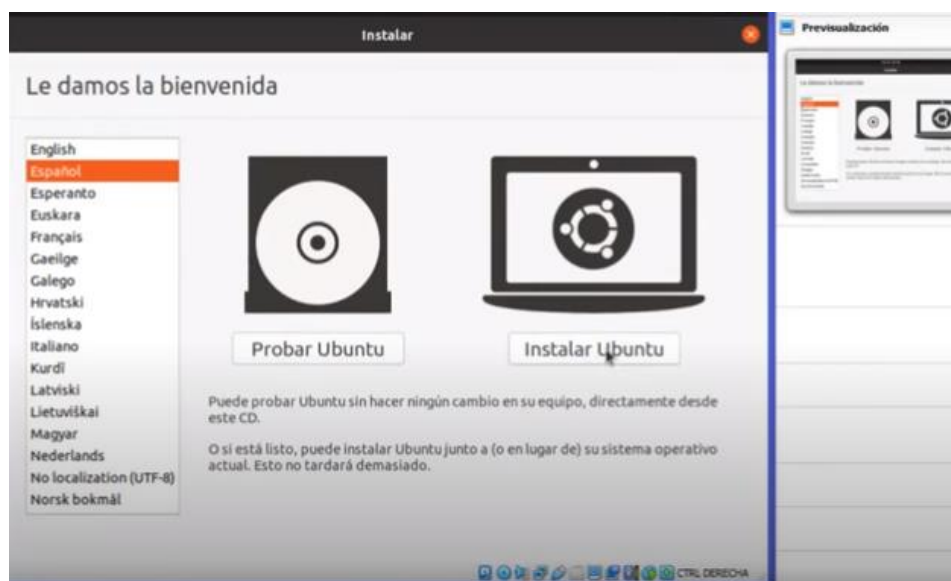 Instalar
Previsualización
Le damos la bienvenida
English
Español
Esperanto
Euskara
Français
Gaeilge
Galego
Hrvatski
Íslenska
Italiano
Kurdî
Latviski
Lietuviškai
Magyar
Nederlands
No localization (UTF-8)
Norsk bokmål
Probar Ubuntu
Instalar Ubuntu
Puede probar Ubuntu sin hacer ningún cambio en su equipo, directamente desde
este CD.
O si está listo, puede instalar Ubuntu junto a (o en lugar de) su sistema operativo
actual. Esto no tardará demasiado.
CTRL DERECHA